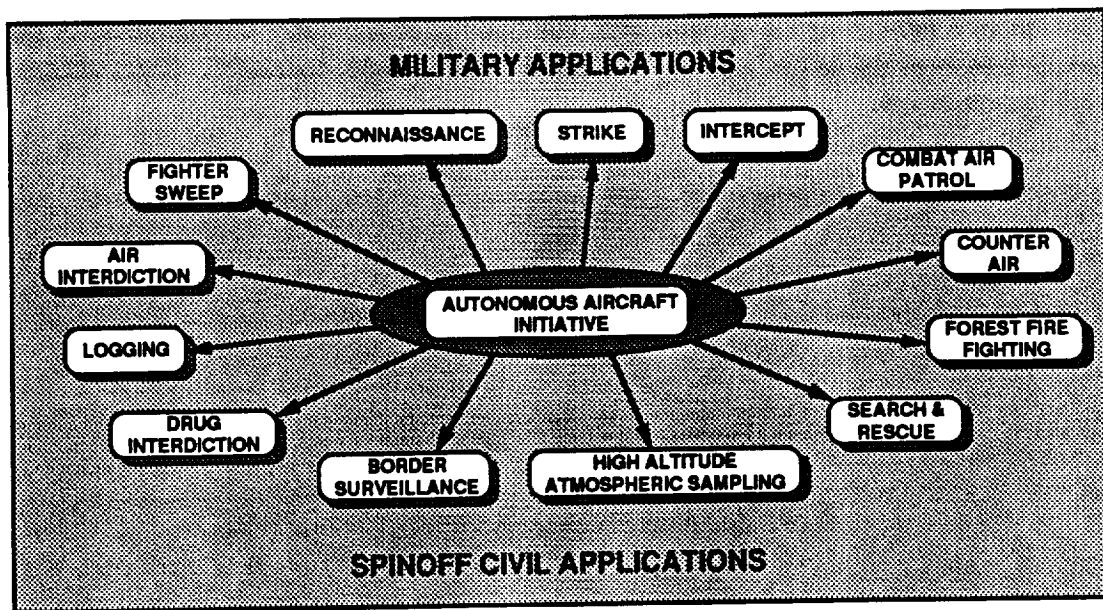 MILITARY APPLICATIONS
RECONNAISSANCE
STRIKE
INTERCEPT
FIGHTER
SWEEP
COMBAT AIR
PATROL
AIR
INTERDICTION
COUNTER
AIR
AUTONOMOUS AIRCRAFT
INITIATIVE
LOGGING
FOREST FIRE
FIGHTING
DRUG
INTERDICTION
SEARCH &
RESCUE
BORDER
SURVEILLANCE
HIGH ALTITUDE
ATMOSPHERIC SAMPLING
SPINOFF CIVIL APPLICATIONS